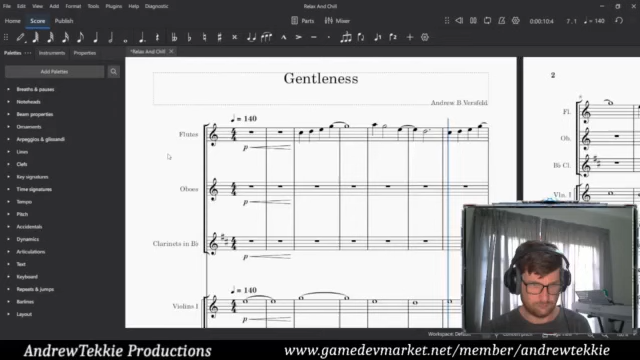 File Edit View Add Format Tools Plugins Help Diagnostic
Relax And Chill
Home Score Publish
Parts Mixer
0:00:10:4
7 . 1
= 140
Palettes
Instruments
Properties
*Relax And Chill
Add Palettes
Breaths & pauses
Noteheads
Beam properties
Ornaments
Arpeggios & glissandi
Lines
Clefs
Key signatures
Time signatures
Tempo
Pitch
Accidentals
Dynamics
Articulations
Text
Keyboard
Repeats & jumps
Barlines
Layout
Gentleness
Andrew B Versfeld
= 140
Flutes
p
Oboes
p
Clarinets in B♭
p
= 140
Violins I
p
2
Fl.
Ob.
B♭ Cl.
Vln. I
Workspace: Default
AndrewTekkie Productions
www.gamedevmarket.net/member/andrewtekkie